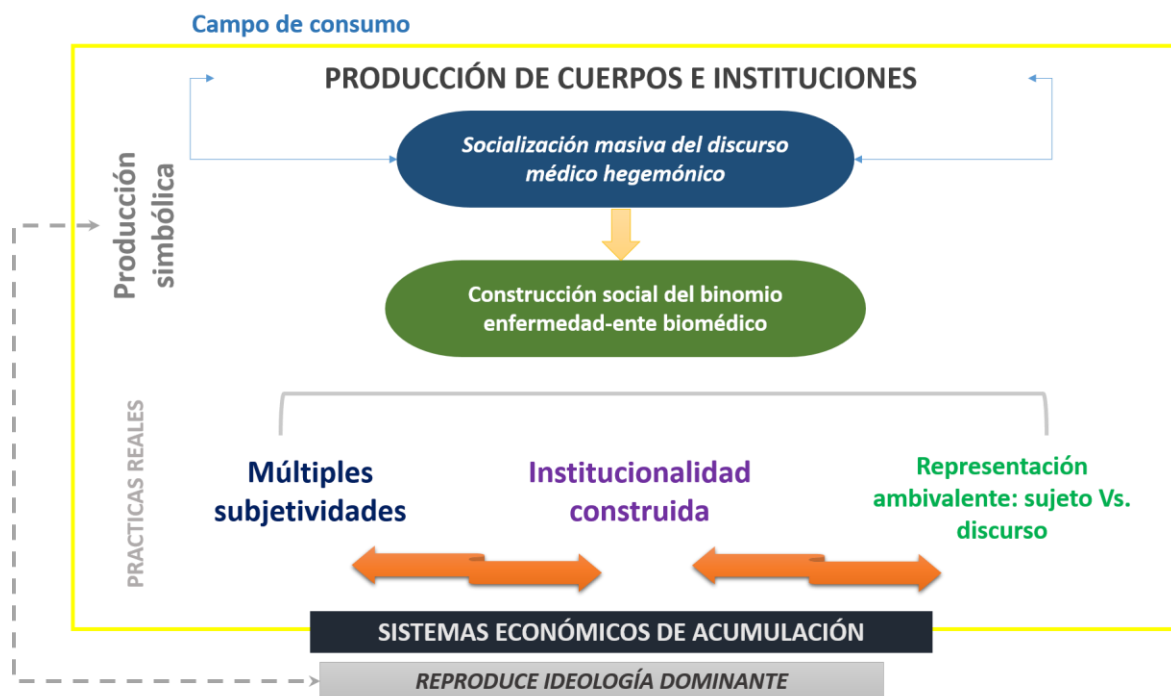 Campo de consumo
PRODUCCIÓN DE CUERPOS E INSTITUCIONES
Socialización masiva del discurso
médico hegemónico
Producción
simbólica
Construcción social del binomio
enfermedad-ente biomédico
PRACTICAS REALES
Múltiples
subjetividades
Institucionalidad
construida
Representación
ambivalente: sujeto Vs.
discurso
SISTEMAS ECONÓMICOS DE ACUMULACIÓN
REPRODUCE IDEOLOGÍA DOMINANTE